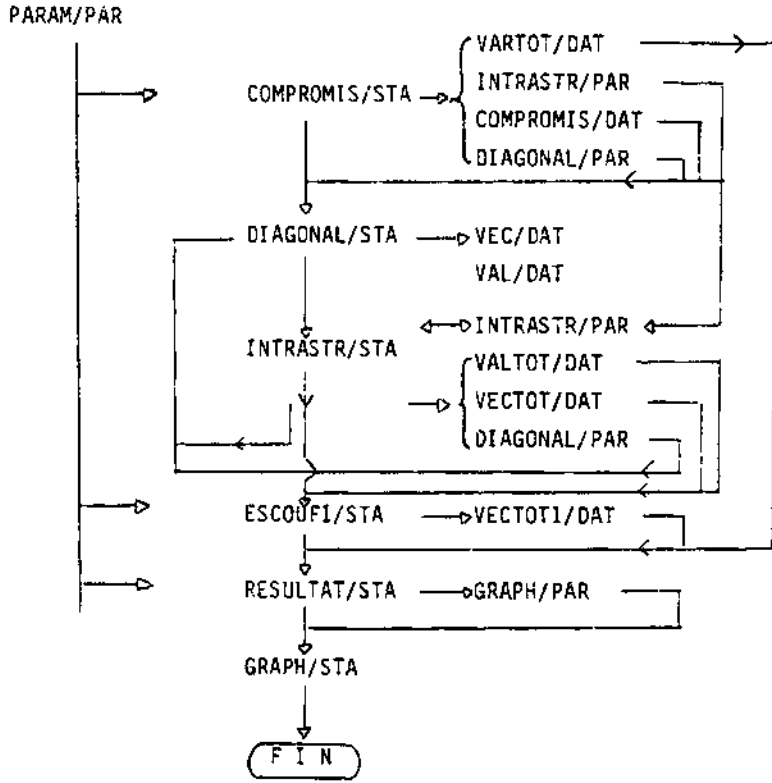 PARAM/PAR
VARTOT/DAT
INTRASTR/PAR
COMPROMIS/STA
COMPROMIS/DAT
DIAGONAL/PAR
DIAGONAL/STA
VEC/DAT
VAL/DAT
INTRASTR/PAR
INTRASTR/STA
VALTOT/DAT
VECTOT/DAT
DIAGONAL/PAR
ESCOUFI/STA
VECTOT1/DAT
RESULTAT/STA
GRAPH/PAR
GRAPH/STA
F I N